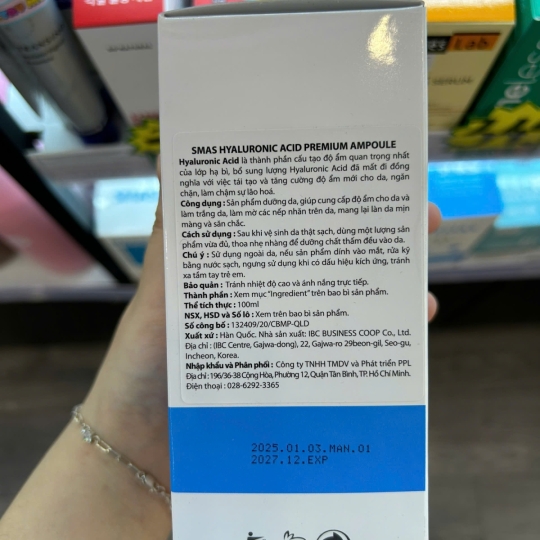 SMAS HYALURONIC ACID PREMIUM AMPOULE
Hyaluronic Acid là thành phần cấu tạo độ ẩm quan trọng nhất
của lớp hạ bì, bổ sung lượng Hyaluronic Acid đã mất đi đồng
nghĩa với việc tái tạo và tăng cường độ ẩm mới cho da, ngăn
chặn, làm chậm sự lão hoá.
Công dụng : Sản phẩm dưỡng da, giúp cung cấp độ ẩm cho da và
làm trắng da, làm mờ các nếp nhăn trên da, mang lại làn da mịn
màng và săn chắc.
Cách sử dụng : Sau khi vệ sinh da thật sạch, dùng một lượng sản
phẩm vừa đủ, thoa nhẹ nhàng để dưỡng chất thấm đều vào da.
Chú ý : Sử dụng ngoài da, nếu sản phẩm dính vào mắt, rửa kỹ
bằng nước sạch, ngưng sử dụng khi có dấu hiệu kích ứng, tránh
xa tầm tay trẻ em.
Bảo quản : Tránh nhiệt độ cao và ánh nắng trực tiếp.
Thành phần : Xem mục "Ingredient" trên bao bì sản phẩm.
Thể tích thực : 100ml
NSX, HSD và Số lô : Xem trên bao bì sản phẩm.
Số công bố : 132409/20/CBMP-QLD
Xuất xứ : Hàn Quốc. Nhà sản xuất: IBC BUSINESS COOP Co., Ltd.
Địa chỉ : (IBC Centre, Gajwa-dong), 22, Gajwa-ro 29beon-gil, Seo-gu,
Incheon, Korea.
Nhập khẩu và Phân phối : Công ty TNHH TMDV và Phát triển PPL
Địa chỉ : 196/36-38 Cộng Hòa, Phường 12, Quận Tân Bình, TP. Hồ Chí Minh.
Điện thoại : 028-6292-3365
2025.01.03.MAN.01
2027.12.EXP
Lab